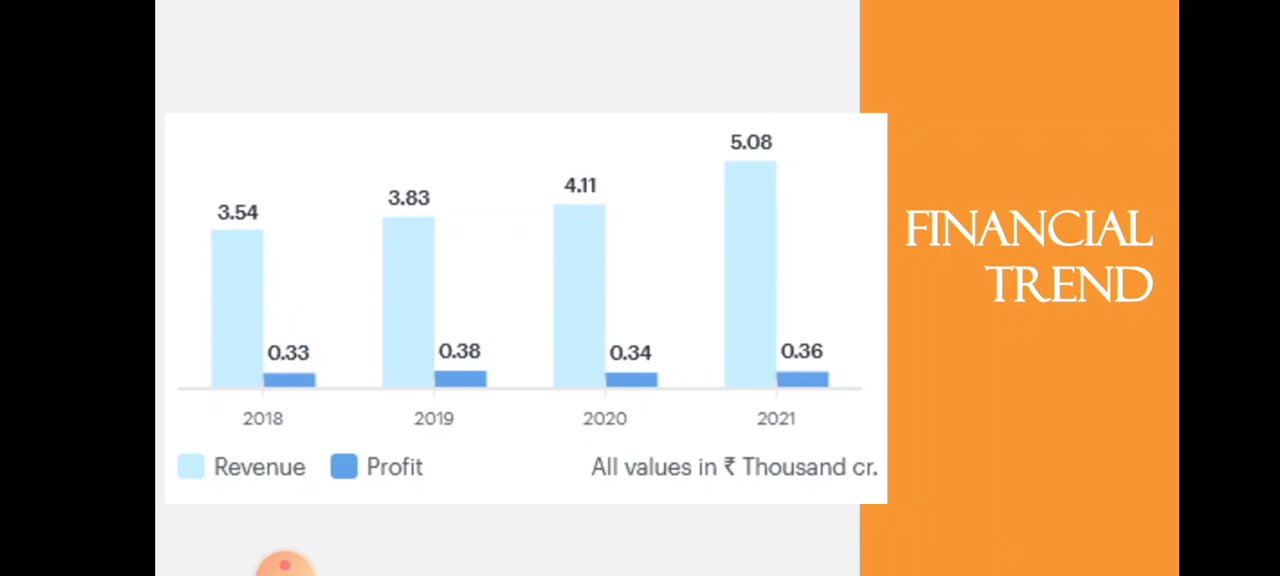 5.08
4.11
3.83
3.54
0.33
0.38
0.34
0.36
2018
2019
2020
2021
Revenue
Profit
All values in ₹ Thousand cr.
FINANCIAL
TREND